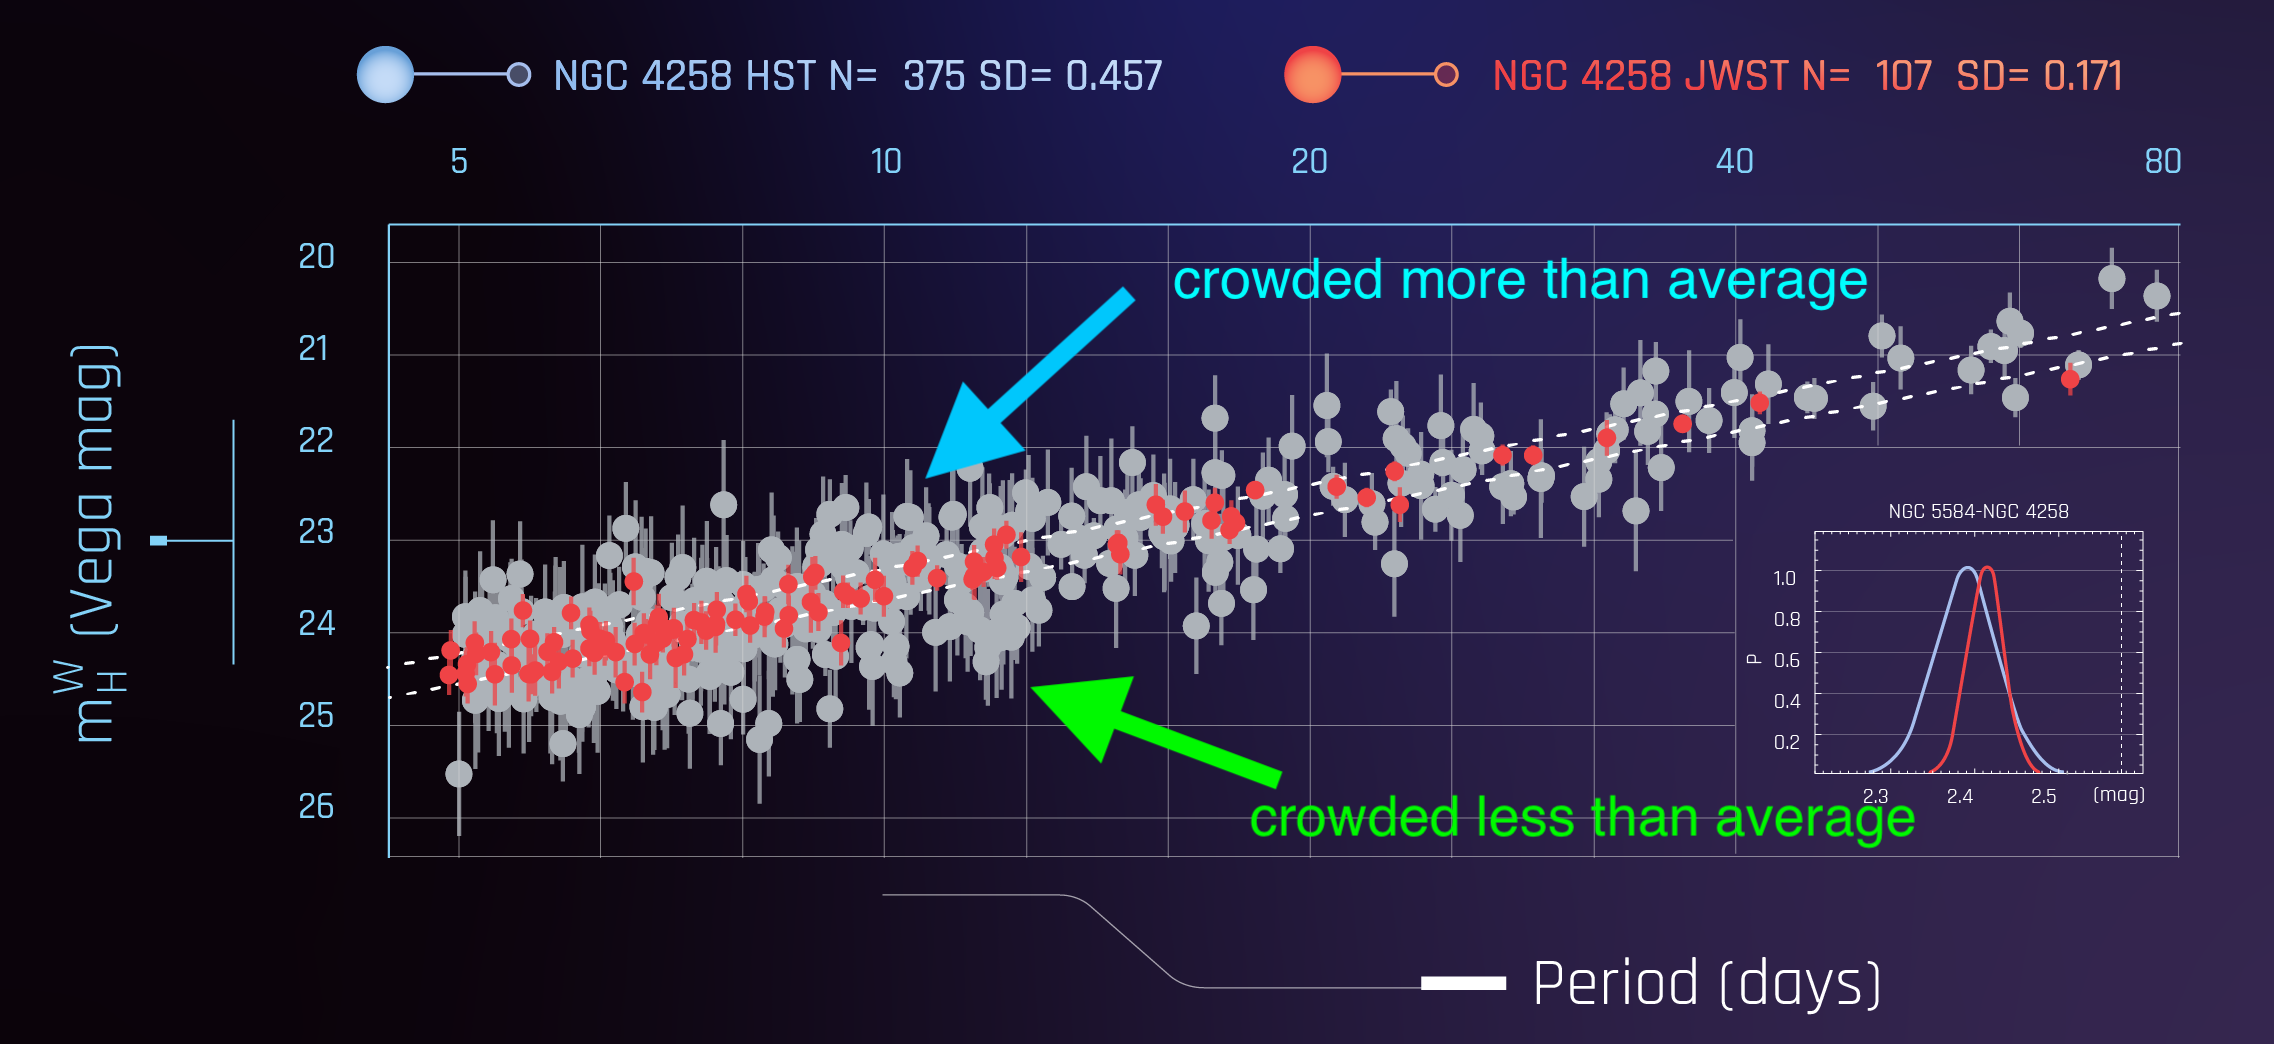 NGC 4258 HST N= 375 SD= 0.457
NGC 4258 JWST N= 107 SD= 0.171
5 10 20 40 80
20
21
22
23
24
25
26
m W H (Vega mag)
crowded more than average
crowded less than average
NGC 5584-NGC 4258
1.0
0.8
0.6
0.4
0.2
P
2.3 2.4 2.5 (mag)
Period (days)